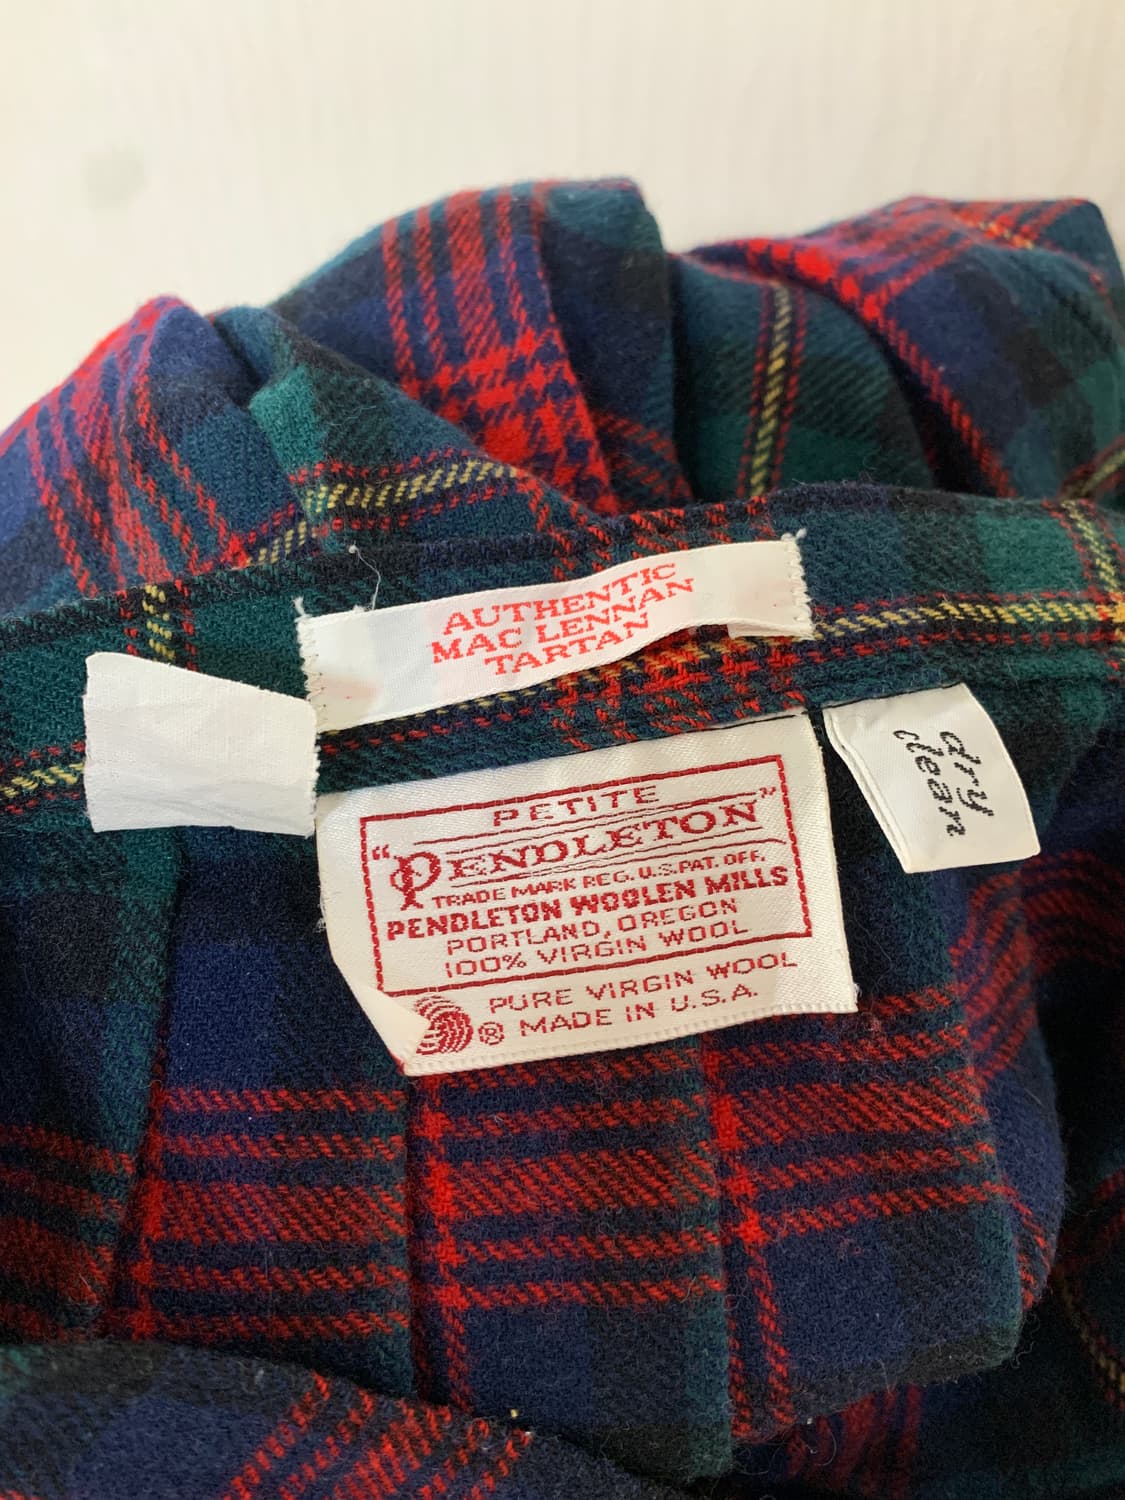 AUTHENTIC
MAC LENNAN
TARTAN
PETITE
"PENDLETON"
TRADE MARK REG. U.S. PAT. OFF.
PENDLETON WOOLEN MILLS
PORTLAND, OREGON
100% VIRGIN WOOL
PURE VIRGIN WOOL
® MADE IN U.S.A.
dry
clean